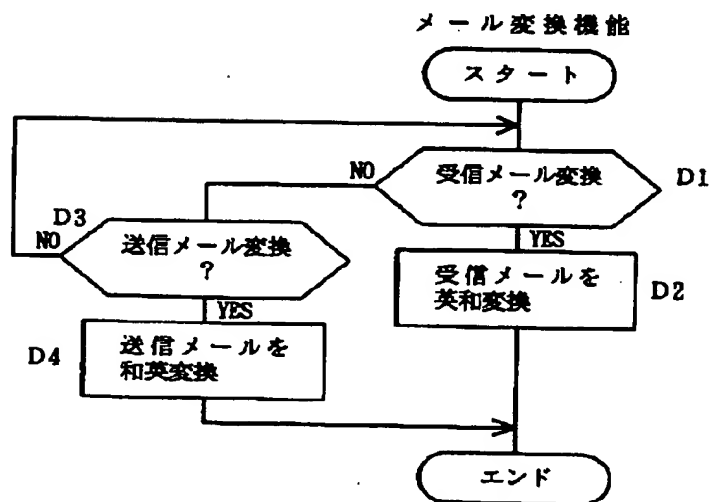 メール変換機能
スタート
NO
受信メール変換
?
D1
D3
NO
送信メール変換
?
YES
受信メールを
英和変換
D2
YES
D4
送信メールを
和英変換
エンド